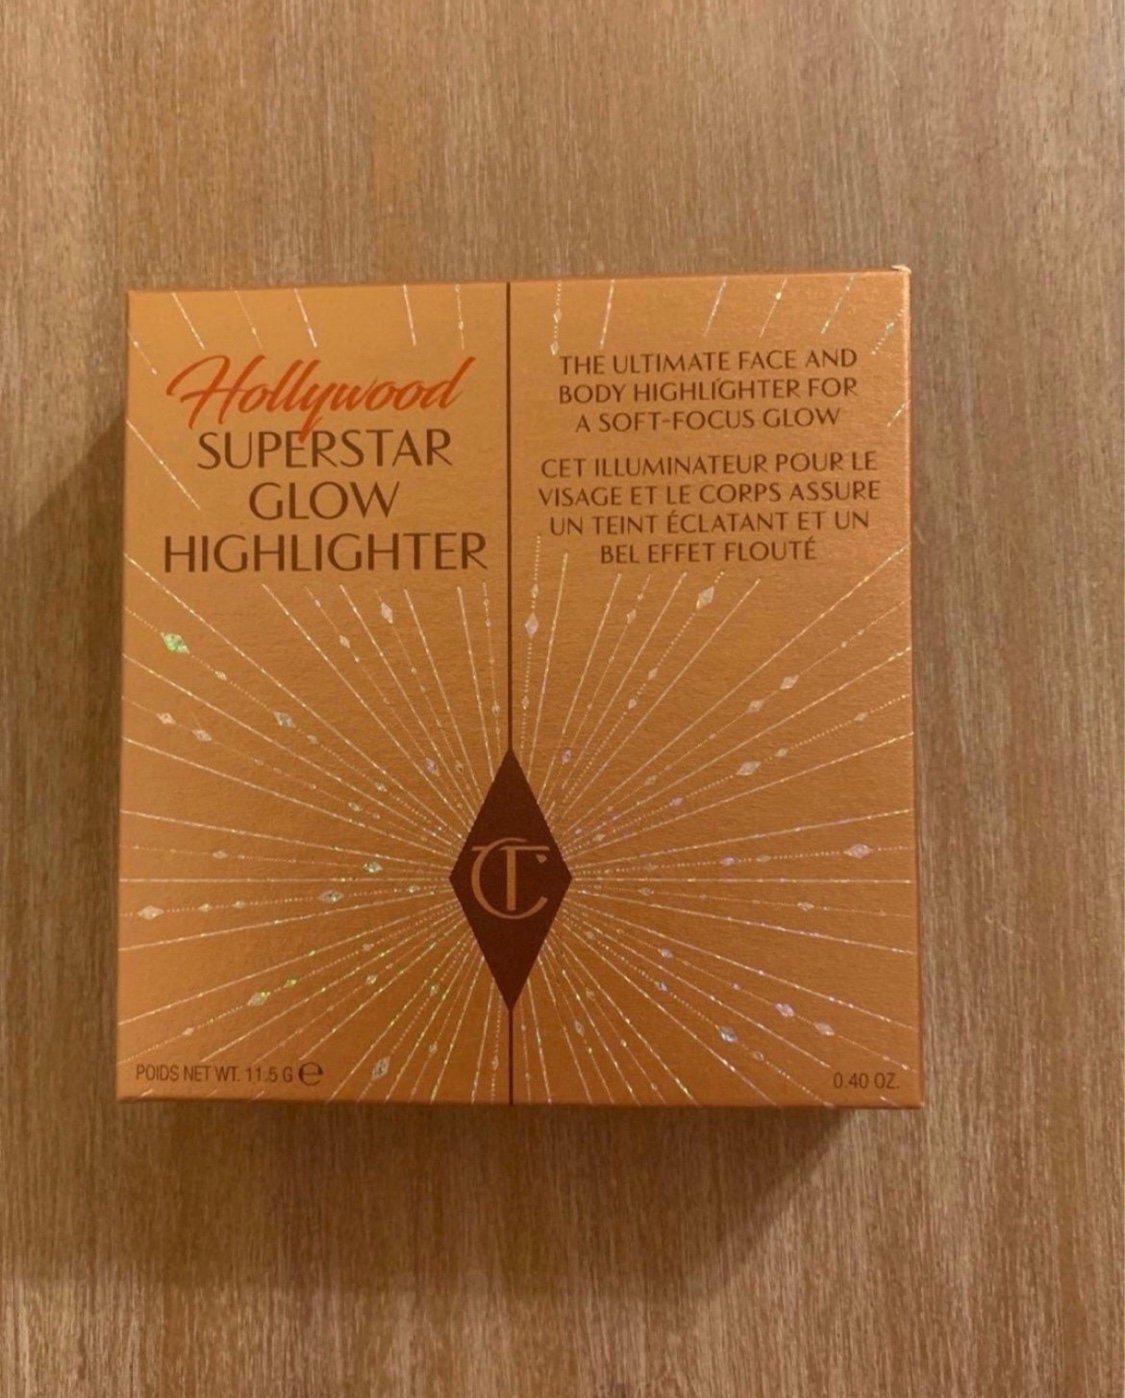 Hollywood
SUPERSTAR
GLOW
HIGHLIGHTER
THE ULTIMATE FACE AND
BODY HIGHLIGHTER FOR
A SOFT-FOCUS GLOW
CET ILLUMINATEUR POUR LE
VISAGE ET LE CORPS ASSURE
UN TEINT ÉCLATANT ET UN
BEL EFFET FLOUTÉ
CT
POIDS NET WT. 11.5 G ℮
0.40 OZ.